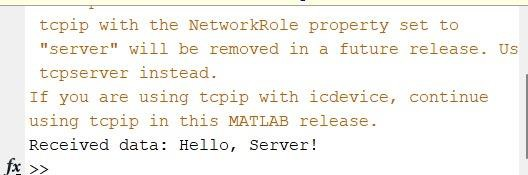 tcpip with the NetworkRole property set to
"server" will be removed in a future release. Us
tcpserver instead.
If you are using tcpip with icdevice, continue
using tcpip in this MATLAB release.
Received data: Hello, Server!
fx >>